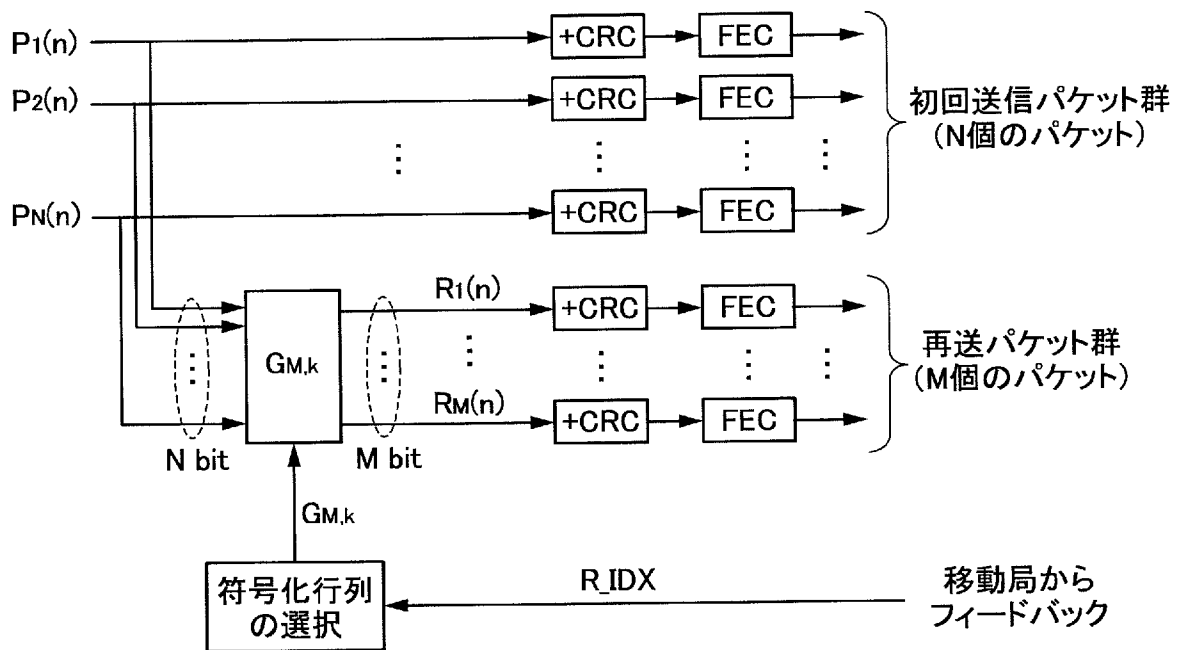 P1(n)
+CRC
FEC
P2(n)
+CRC
FEC
初回送信パケット群
(N個のパケット)
PN(n)
+CRC
FEC
R1(n)
+CRC
FEC
GM,k
再送パケット群
(M個のパケット)
RM(n)
+CRC
FEC
N bit
M bit
GM,k
符号化行列
の選択
R_IDX
移動局から
フィードバック